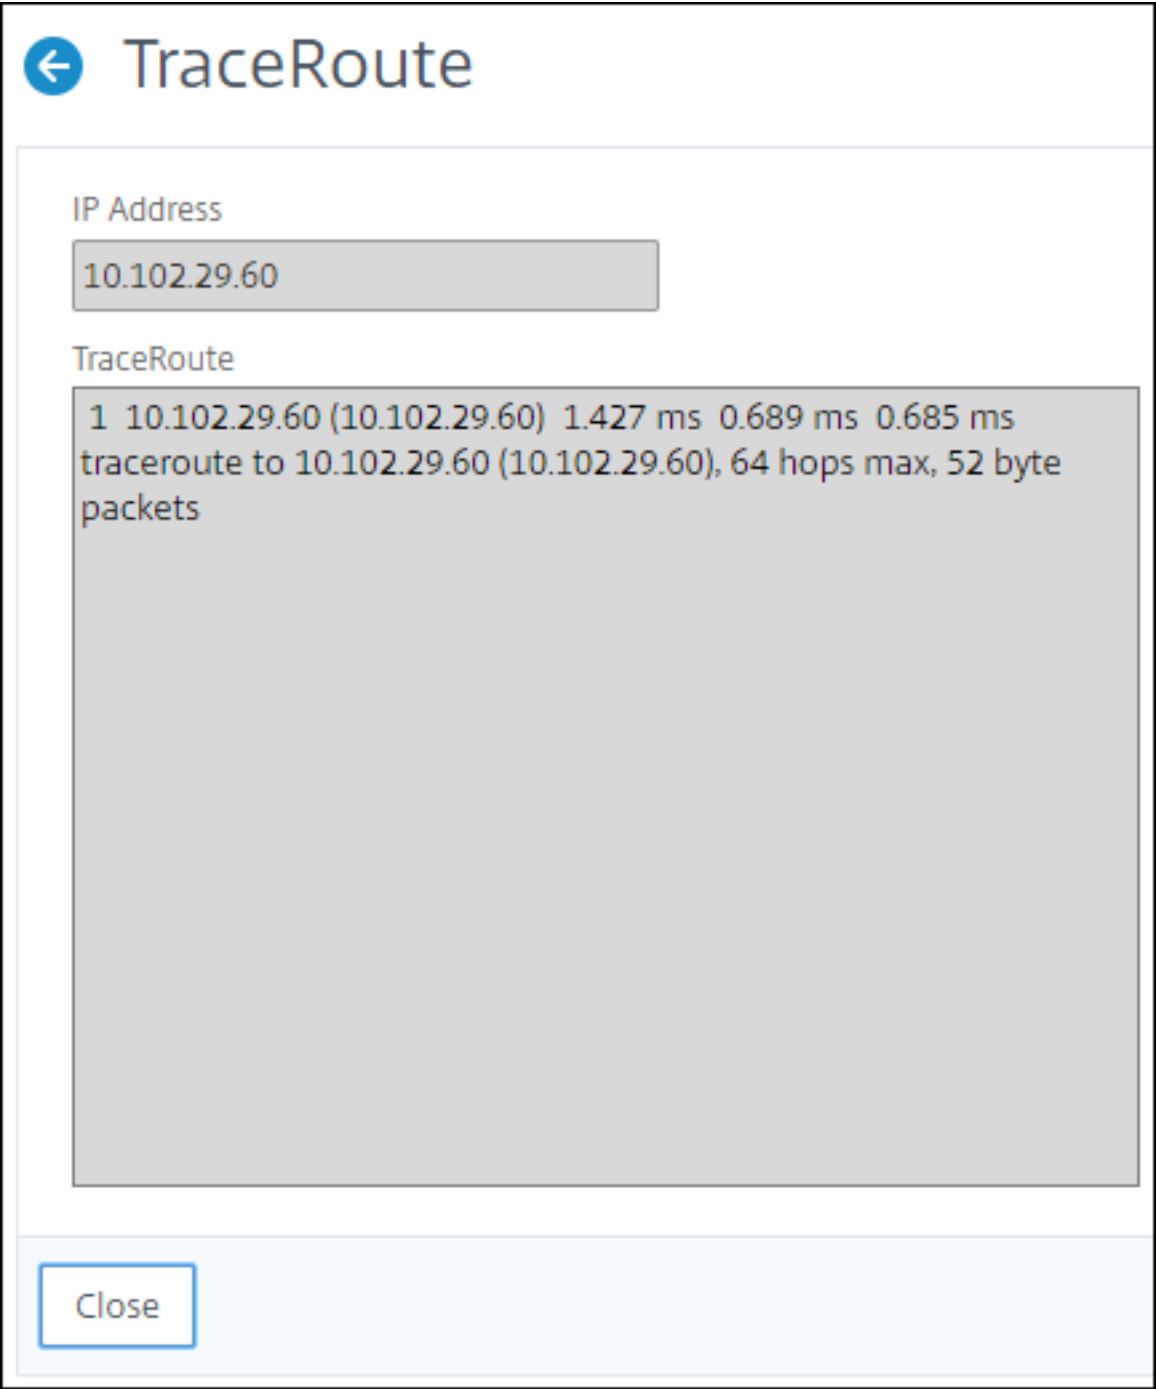 TraceRoute
IP Address
10.102.29.60
TraceRoute
1 10.102.29.60 (10.102.29.60) 1.427 ms 0.689 ms 0.685 ms
traceroute to 10.102.29.60 (10.102.29.60), 64 hops max, 52 byte
packets
Close